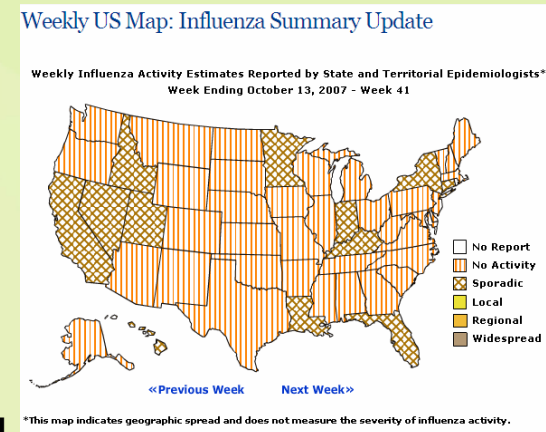 Weekly US Map: Influenza Summary Update
Weekly Influenza Activity Estimates Reported by State and Territorial Epidemiologists*
Week Ending October 13, 2007 - Week 41
No Report
No Activity
Sporadic
Local
Regional
Widespread
«Previous Week Next Week»
*This map indicates geographic spread and does not measure the severity of influenza activity.